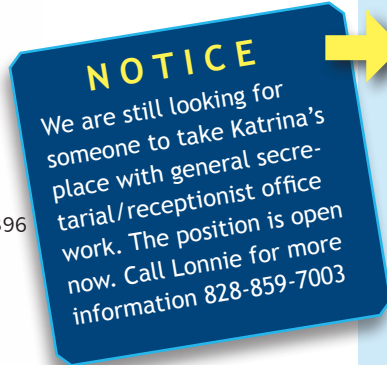 NOTICE
We are still looking for
someone to take Katrina’s
place with general secre-
tarial/receptionist office
work. The position is open
now. Call Lonnie for more
information 828-859-7003